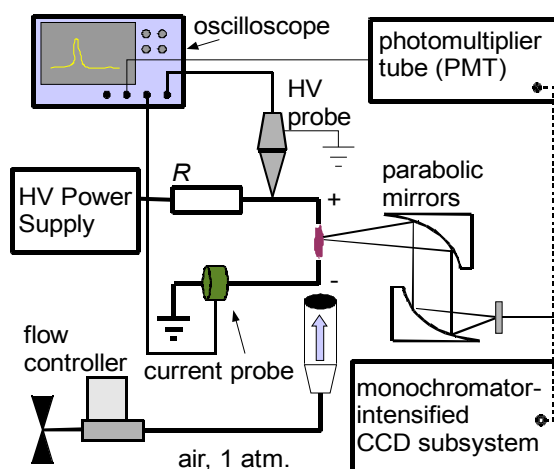 oscilloscope
photomultiplier
tube (PMT)
HV
probe
R
HV Power
Supply
+
parabolic
mirrors
-
flow
controller
current probe
monochromator-
intensified
CCD subsystem
air, 1 atm.